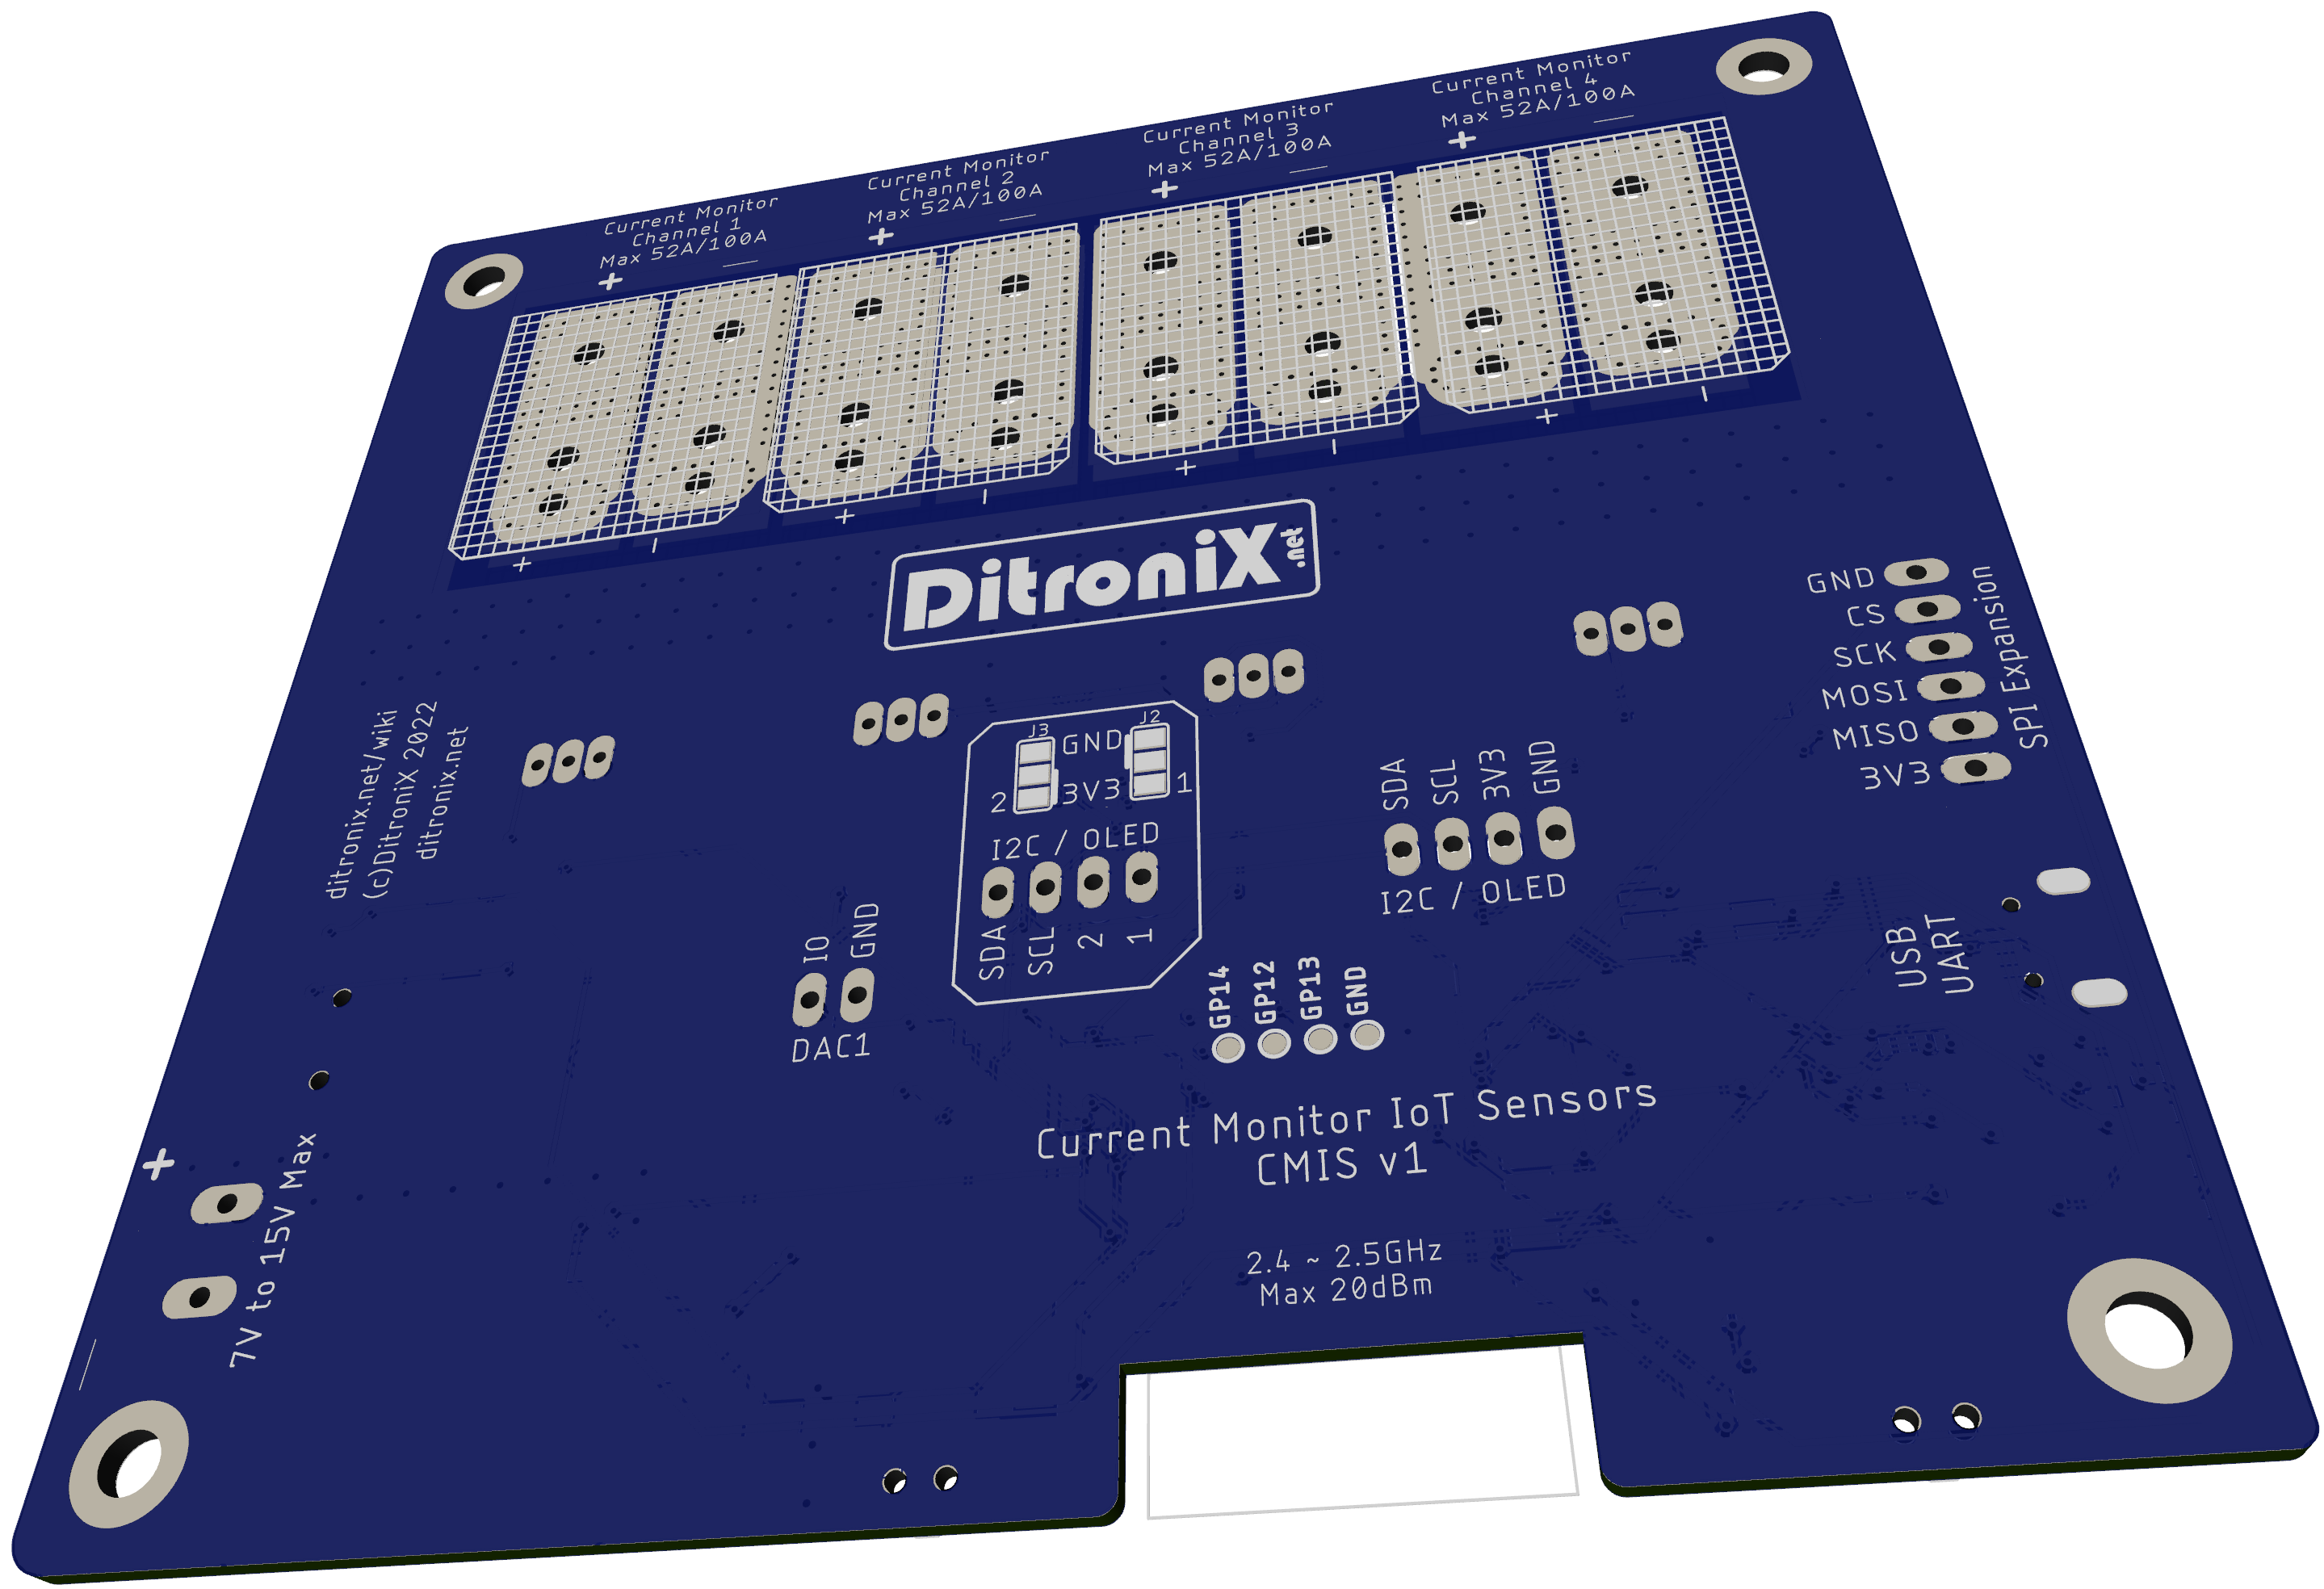 Current Monitor
Channel 1
Max 52A/100A
+
Current Monitor
Channel 2
Max 52A/100A
+
Current Monitor
Channel 3
Max 52A/100A
+
Current Monitor
Channel 4
Max 52A/100A
+
+ −
+ −
+ −
+ −
DitroniX
.net
ditronix.net/wiki
(c)DitroniX 2022
ditronix.net
J3
J2
GND
3V3
2
1
I2C / OLED
SDA
SCL
2
1
SDA
SCL
3V3
GND
I2C / OLED
GND
CS
SCK
MOSI
MISO
3V3
SPI Expansion
IO
GND
DAC1
GP14
GP12
GP13
GND
USB
UART
Current Monitor IoT Sensors
CMIS v1
2.4 ~ 2.5GHz
Max 20dBm
+
7V to 15V Max